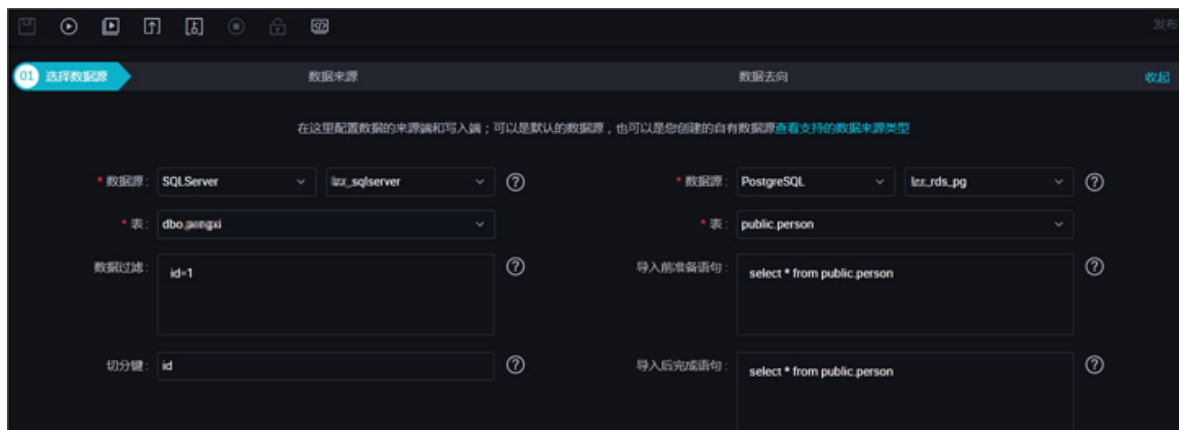 发布
01 选择数据源 数据来源 数据去向 收起
在这里配置数据的来源端和写入端；可以是默认的数据源，也可以是您创建的自有数据源查看支持的数据来源类型
* 数据源： SQLServer _sqlserver ? * 数据源： PostgreSQL _rds_pg ?
* 表： dbo. * 表： public.person
数据过滤： id=1 ? 导入前准备语句： select * from public.person ?
切分键： id ? 导入后完成语句： select * from public.person ?